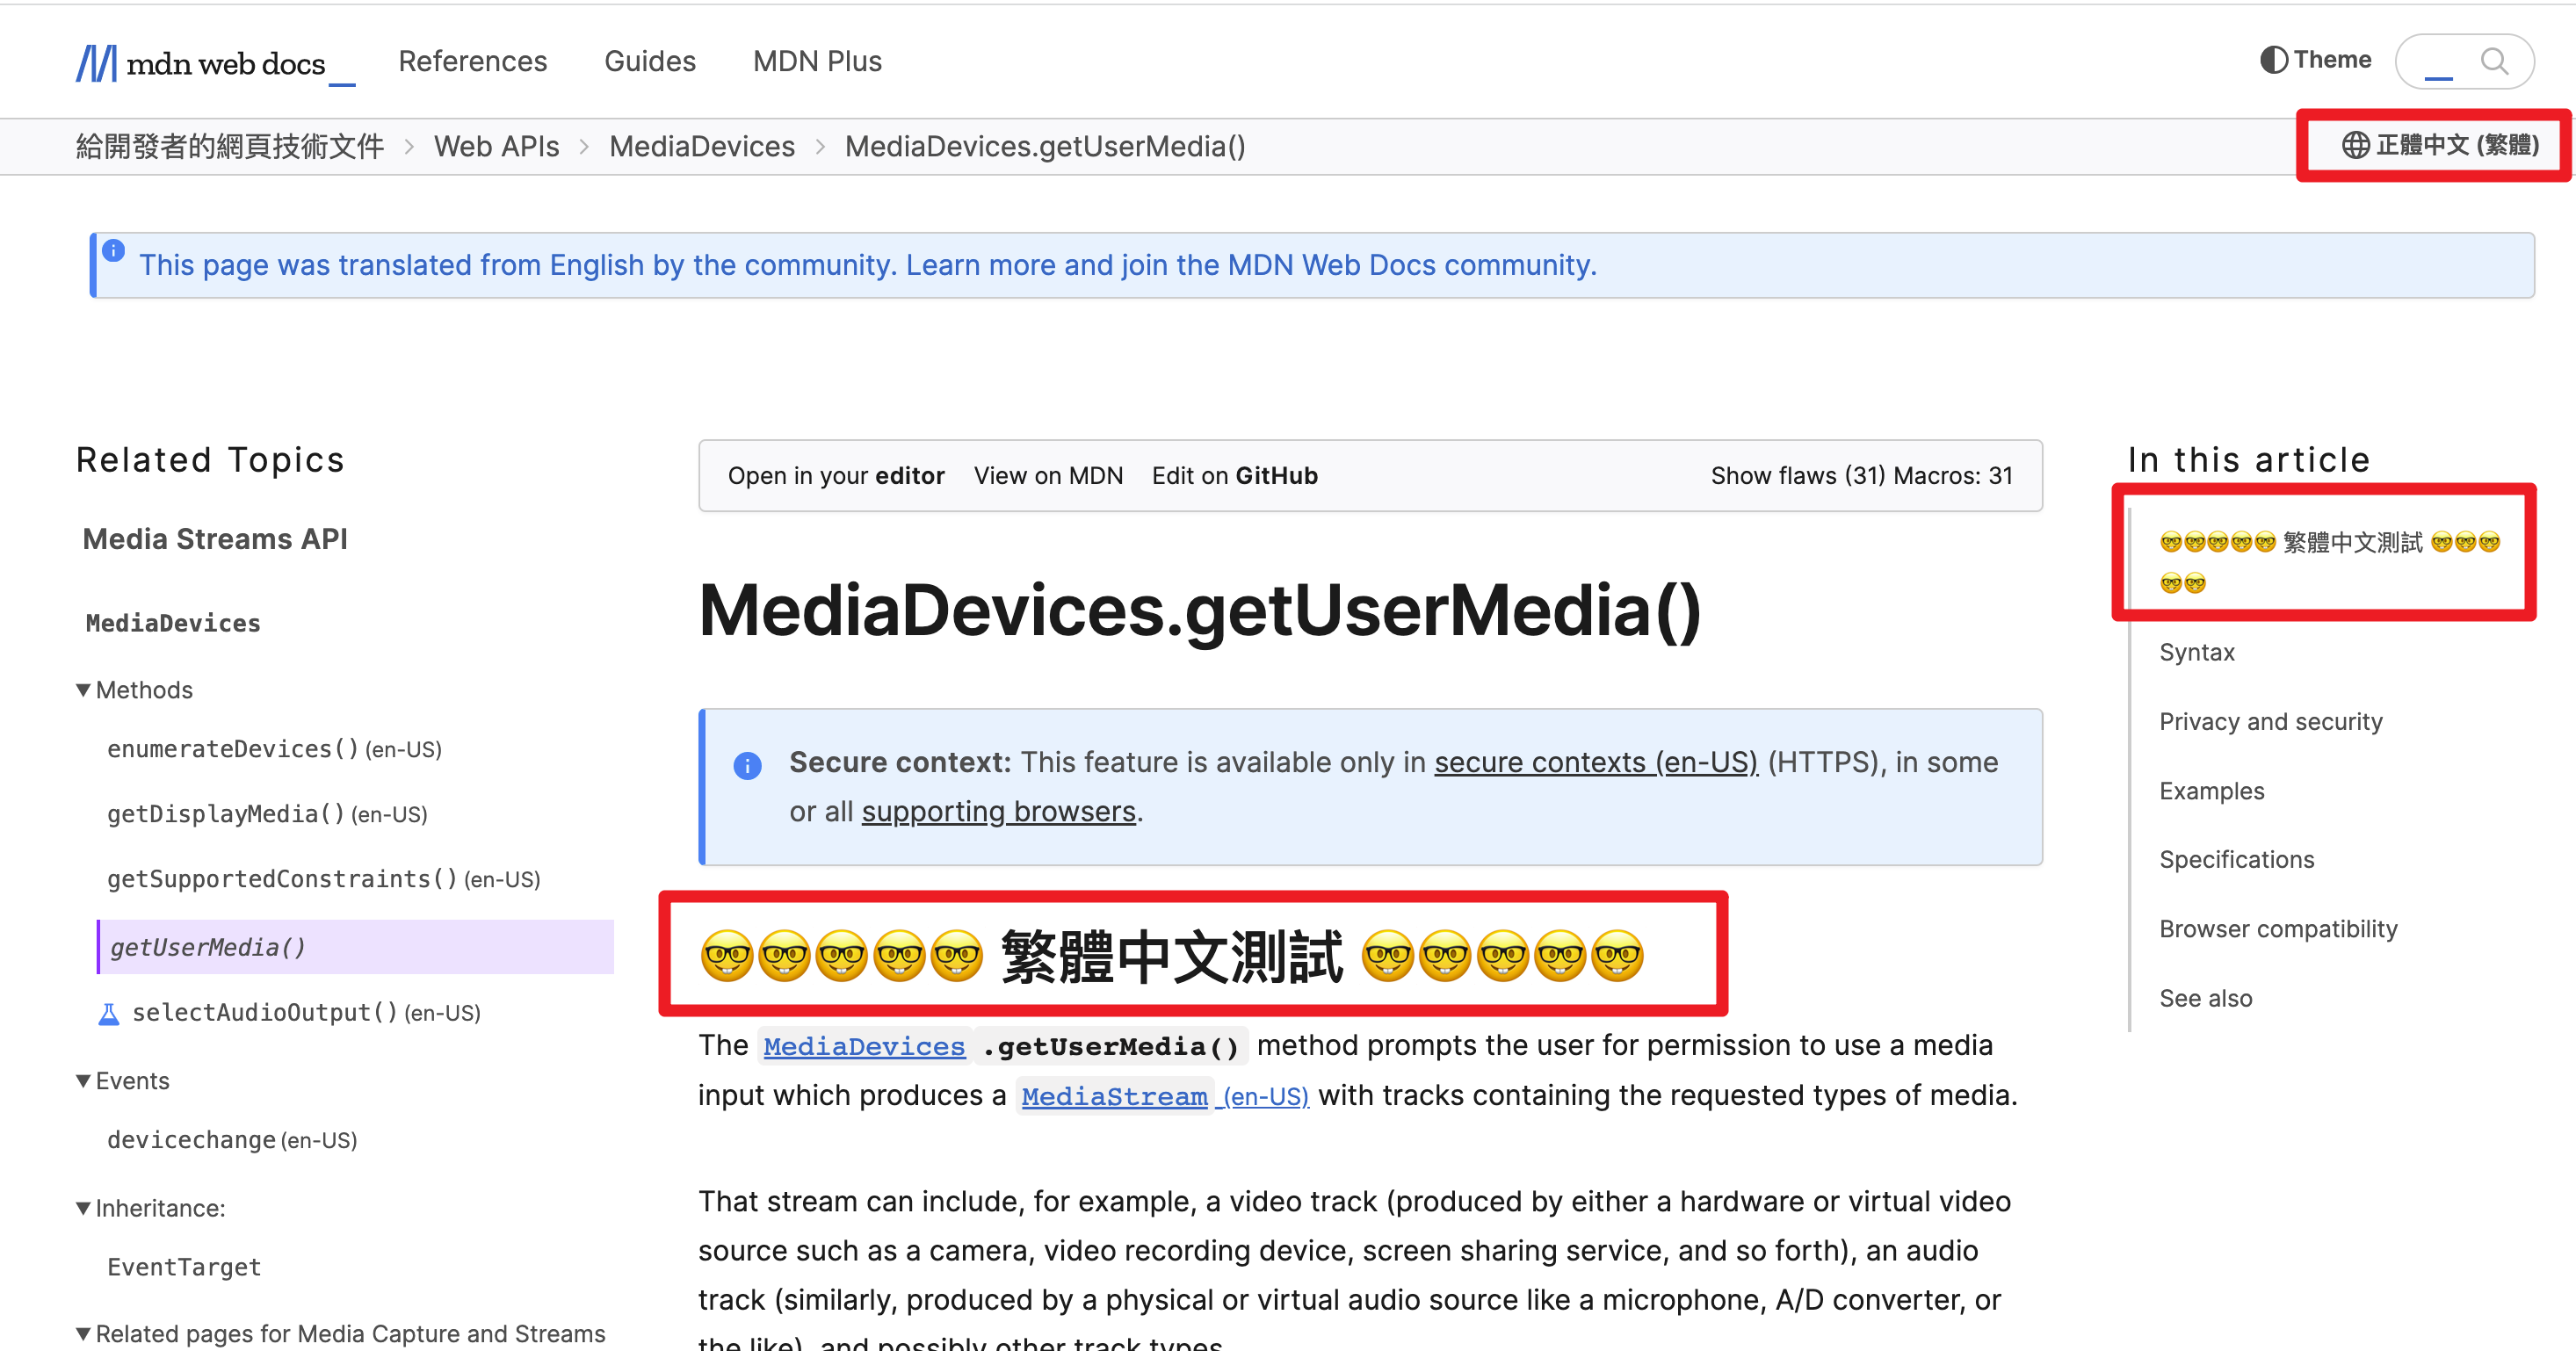 mdn web docs_
References
Guides
MDN Plus
Theme
給開發者的網頁技術文件 > Web APIs > MediaDevices > MediaDevices.getUserMedia()
正體中文 (繁體)
This page was translated from English by the community. Learn more and join the MDN Web Docs community.
Related Topics
Media Streams API
MediaDevices
▼Methods
enumerateDevices() (en-US)
getDisplayMedia() (en-US)
getSupportedConstraints() (en-US)
getUserMedia()
selectAudioOutput() (en-US)
▼Events
devicechange (en-US)
▼Inheritance:
EventTarget
▼Related pages for Media Capture and Streams
Open in your editor
View on MDN
Edit on GitHub
Show flaws (31) Macros: 31
MediaDevices.getUserMedia()
Secure context: This feature is available only in secure contexts (en-US) (HTTPS), in some
or all supporting browsers.
🤓🤓🤓🤓🤓 繁體中文測試 🤓🤓🤓🤓🤓
The MediaDevices .getUserMedia() method prompts the user for permission to use a media
input which produces a MediaStream (en-US) with tracks containing the requested types of media.
That stream can include, for example, a video track (produced by either a hardware or virtual video
source such as a camera, video recording device, screen sharing service, and so forth), an audio
track (similarly, produced by a physical or virtual audio source like a microphone, A/D converter, or
the like), and possibly other track types.
In this article
🤓🤓🤓🤓🤓 繁體中文測試 🤓🤓🤓
🤓🤓
Syntax
Privacy and security
Examples
Specifications
Browser compatibility
See also